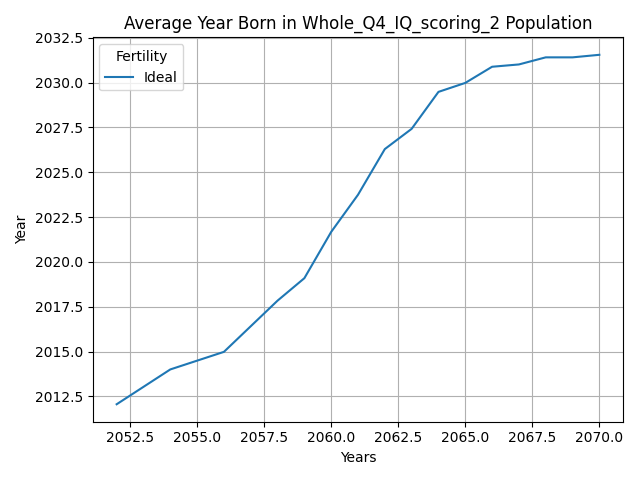 Average Year Born in Whole_Q4_IQ_scoring_2 Population
Fertility
Ideal
Year
2032.5
2030.0
2027.5
2025.0
2022.5
2020.0
2017.5
2015.0
2012.5
2052.5 2055.0 2057.5 2060.0 2062.5 2065.0 2067.5 2070.0
Years